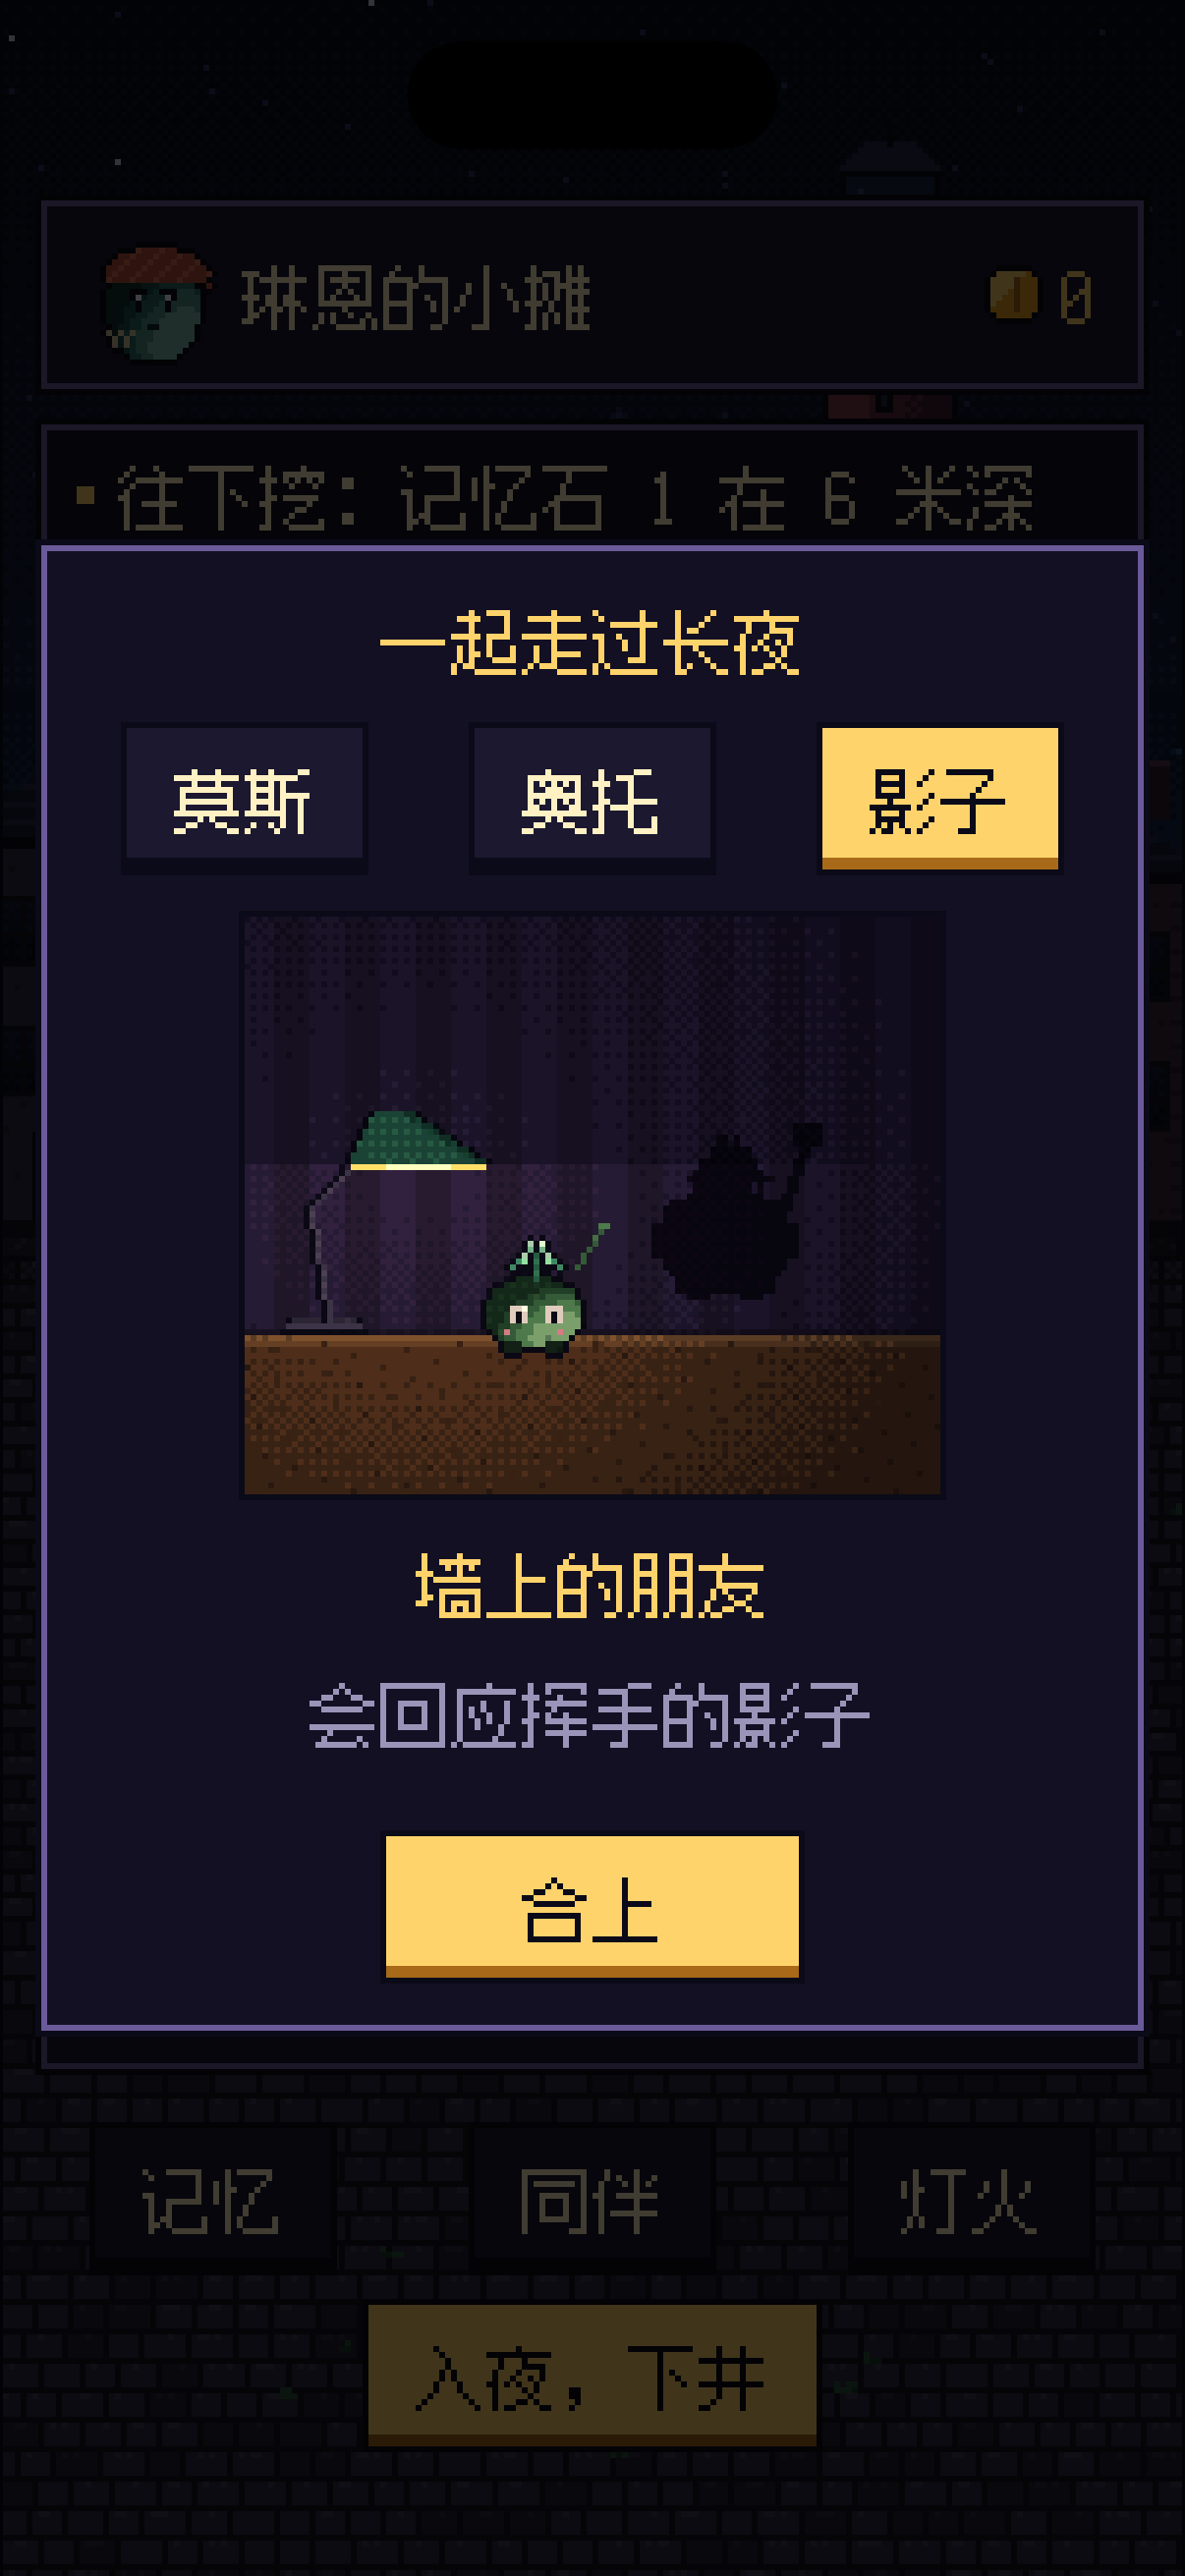 琳恩的小摊
0
往下挖：记忆石 1 在 6 米深
一起走过长夜
莫斯
奥托
影子
墙上的朋友
会回应挥手的影子
合上
记忆
同伴
灯火
入夜，下井